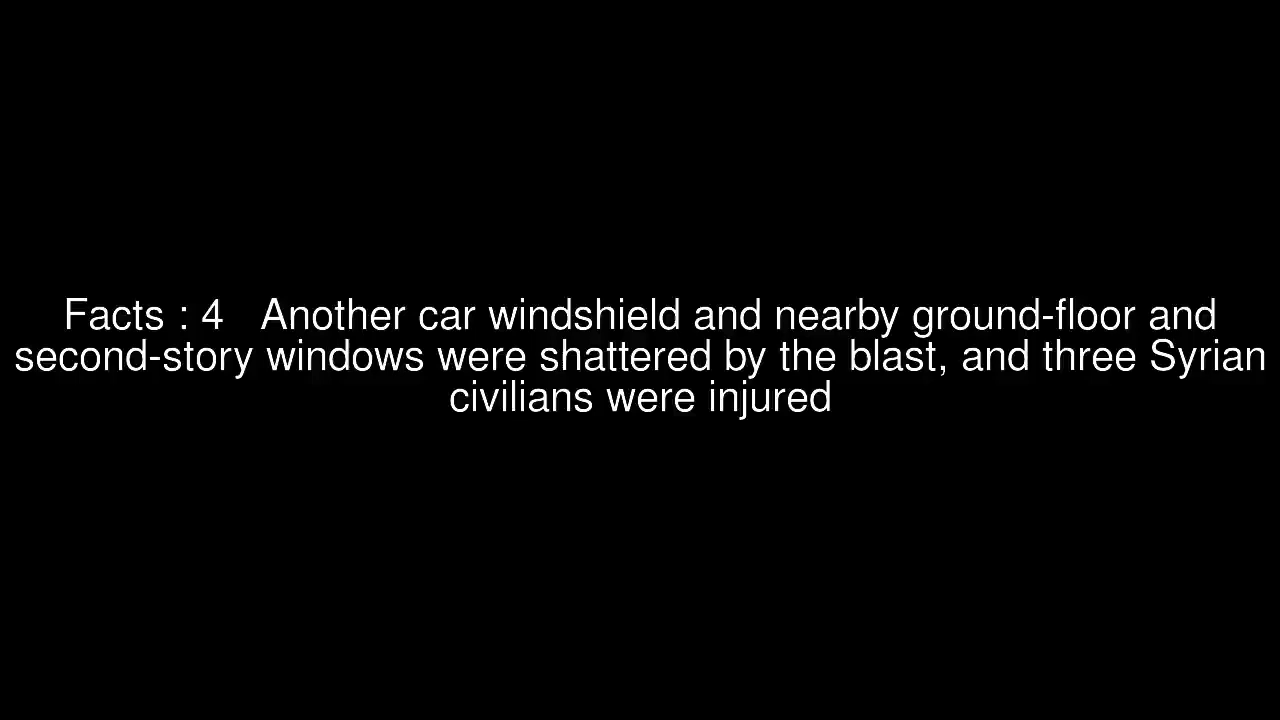 Facts : 4   Another car windshield and nearby ground-floor and
second-story windows were shattered by the blast, and three Syrian
civilians were injured